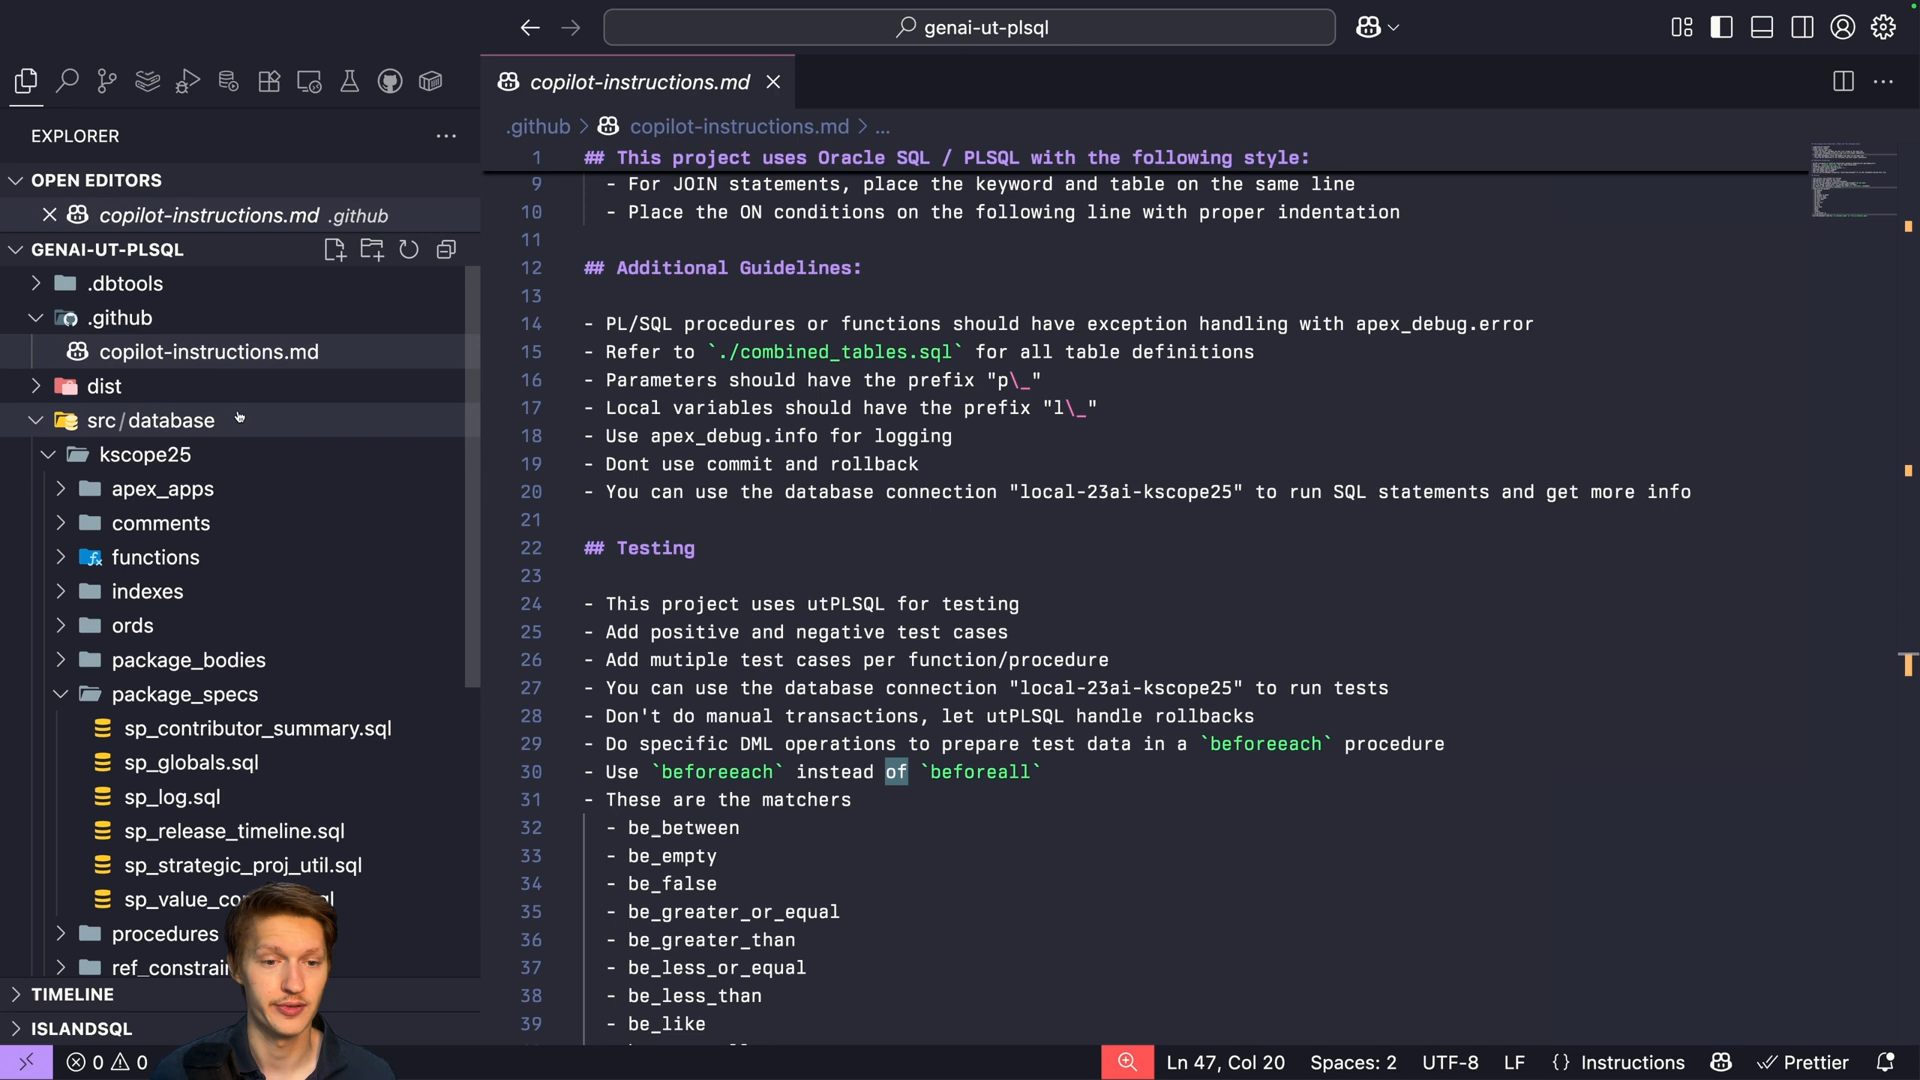 genai-ut-plsql
EXPLORER
OPEN EDITORS
copilot-instructions.md .github
GENAI-UT-PLSQL
.dbtools
.github
copilot-instructions.md
dist
src/database
kscope25
apex_apps
comments
functions
indexes
ords
package_bodies
package_specs
sp_contributor_summary.sql
sp_globals.sql
sp_log.sql
sp_release_timeline.sql
sp_strategic_proj_util.sql
procedures
TIMELINE
ISLANDSQL
copilot-instructions.md
.github > copilot-instructions.md > ...
1 ## This project uses Oracle SQL / PLSQL with the following style:
9 - For JOIN statements, place the keyword and table on the same line
10 - Place the ON conditions on the following line with proper indentation
11
12 ## Additional Guidelines:
13
14 - PL/SQL procedures or functions should have exception handling with apex_debug.error
15 - Refer to `./combined_tables.sql` for all table definitions
16 - Parameters should have the prefix "p\_"
17 - Local variables should have the prefix "l\_"
18 - Use apex_debug.info for logging
19 - Dont use commit and rollback
20 - You can use the database connection "local-23ai-kscope25" to run SQL statements and get more info
21
22 ## Testing
23
24 - This project uses utPLSQL for testing
25 - Add positive and negative test cases
26 - Add mutiple test cases per function/procedure
27 - You can use the database connection "local-23ai-kscope25" to run tests
28 - Don't do manual transactions, let utPLSQL handle rollbacks
29 - Do specific DML operations to prepare test data in a `beforeeach` procedure
30 - Use `beforeeach` instead of `beforeall`
31 - These are the matchers
32 - be_between
33 - be_empty
34 - be_false
35 - be_greater_or_equal
36 - be_greater_than
37 - be_less_or_equal
38 - be_less_than
39 - be_like
0 0 Ln 47, Col 20 Spaces: 2 UTF-8 LF {} Instructions Prettier